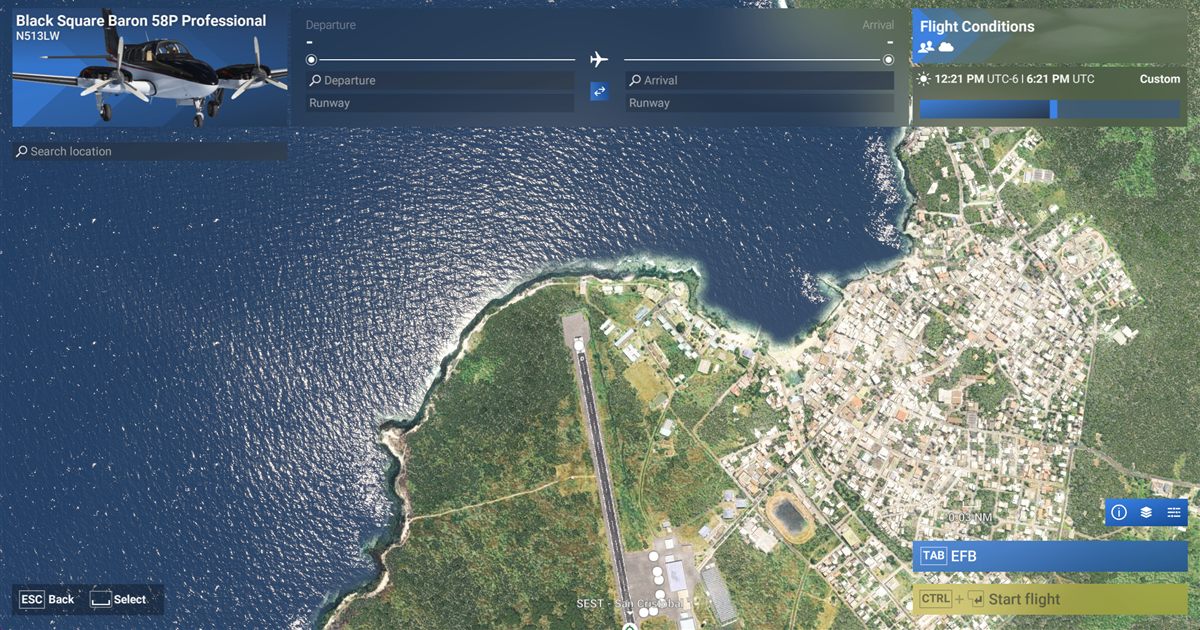 Black Square Baron 58P Professional
N513LW
Departure
Arrival
-
-
Departure
Arrival
Runway
Runway
Flight Conditions
12:21 PM UTC-6 | 6:21 PM UTC
Custom
Search location
0.03 NM
TAB EFB
CTRL + Start flight
ESC Back
Select
SEST - San Cristobal